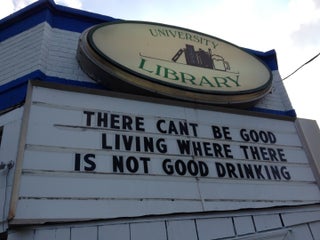 UNIVERSITY
LIBRARY
THERE CANT BE GOOD
LIVING WHERE THERE
IS NOT GOOD DRINKING